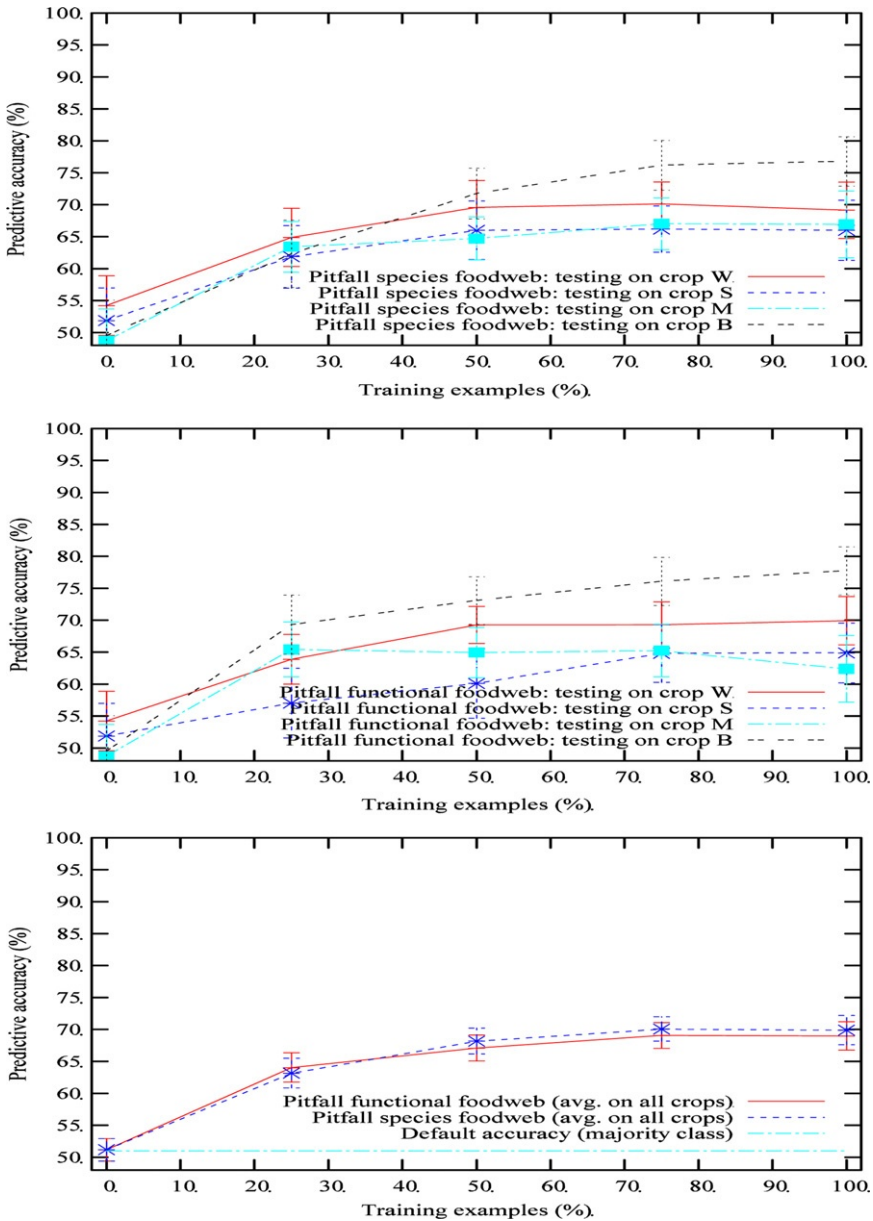 100.
95.
90.
85.
80.
75.
70.
65.
60.
55.
50.
Predictive accuracy (%)
Pitfall species foodweb: testing on crop W.
Pitfall species foodweb: testing on crop S
Pitfall species foodweb: testing on crop M
Pitfall species foodweb: testing on crop B
0. 10. 20. 30. 40. 50. 60. 70. 80. 90. 100.
Training examples (%).
100.
95.
90.
85.
80.
75.
70.
65.
60.
55.
50.
Predictive accuracy (%)
Pitfall functional foodweb: testing on crop W.
Pitfall functional foodweb: testing on crop S
Pitfall functional foodweb: testing on crop M
Pitfall functional foodweb: testing on crop B
0. 10. 20. 30. 40. 50. 60. 70. 80. 90. 100.
Training examples (%).
100.
95.
90.
85.
80.
75.
70.
65.
60.
55.
50.
Predictive accuracy (%)
Pitfall functional foodweb (avg. on all crops).
Pitfall species foodweb (avg. on all crops)
Default accuracy (majority class)
0. 10. 20. 30. 40. 50. 60. 70. 80. 90. 100.
Training examples (%).